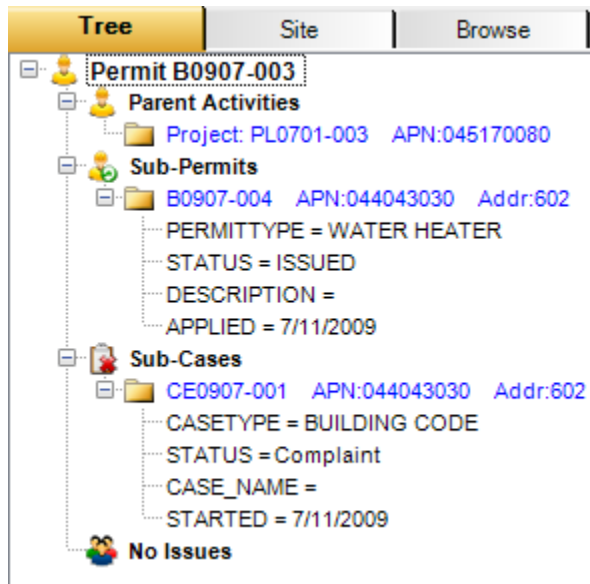 Tree Site Browse
Permit B0907-003
Parent Activities
Project: PL0701-003 APN:045170080
Sub-Permits
B0907-004 APN:044043030 Addr:602
PERMITTYPE = WATER HEATER
STATUS = ISSUED
DESCRIPTION =
APPLIED = 7/11/2009
Sub-Cases
CE0907-001 APN:044043030 Addr:602
CASETYPE = BUILDING CODE
STATUS = Complaint
CASE_NAME =
STARTED = 7/11/2009
No Issues